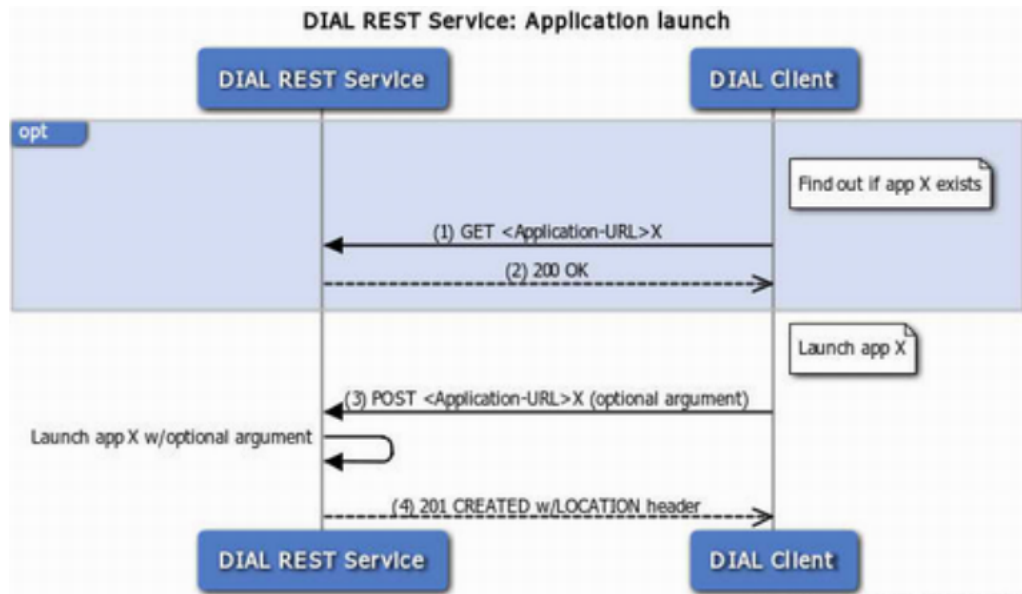 DIAL REST Service: Application launch
DIAL REST Service
DIAL Client
opt
Find out if app X exists
(1) GET <Application-URL>X
(2) 200 OK
Launch app X
(3) POST <Application-URL>X (optional argument)
Launch app X w/optional argument
(4) 201 CREATED w/LOCATION header
DIAL REST Service
DIAL Client